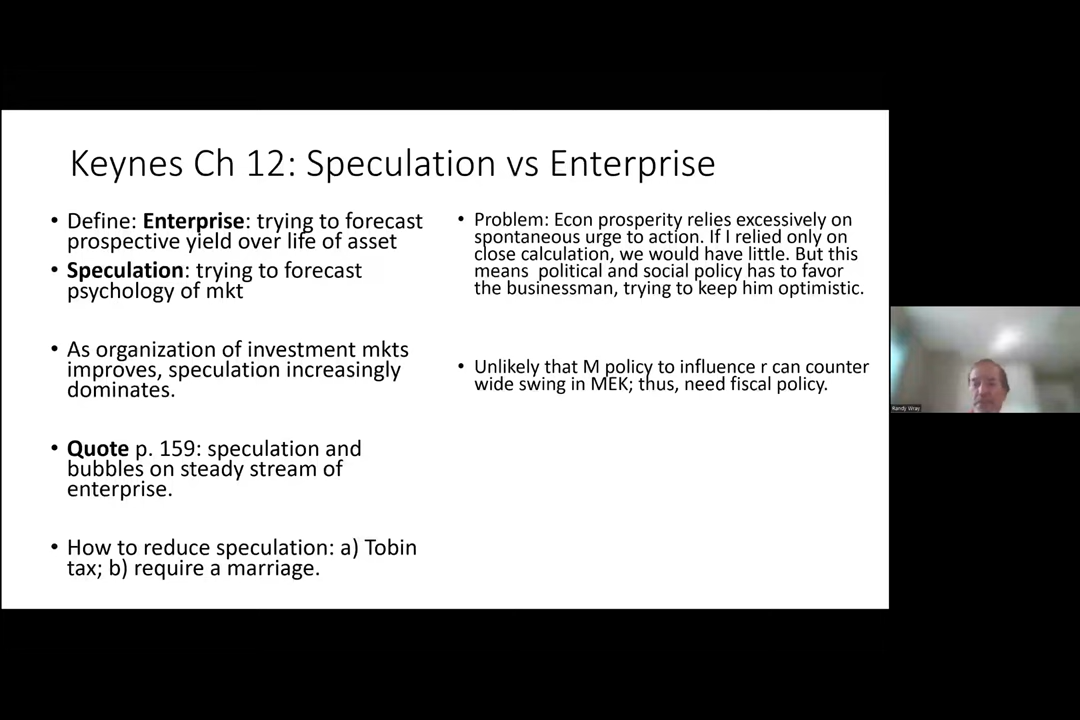 Keynes Ch 12: Speculation vs Enterprise
• Define: Enterprise: trying to forecast
prospective yield over life of asset
• Speculation: trying to forecast
psychology of mkt
• As organization of investment mkts
improves, speculation increasingly
dominates.
• Quote p. 159: speculation and
bubbles on steady stream of
enterprise.
• How to reduce speculation: a) Tobin
tax; b) require a marriage.
• Problem: Econ prosperity relies excessively on
spontaneous urge to action. If I relied only on
close calculation, we would have little. But this
means political and social policy has to favor
the businessman, trying to keep him optimistic.
• Unlikely that M policy to influence r can counter
wide swing in MEK; thus, need fiscal policy.
Randy Wray